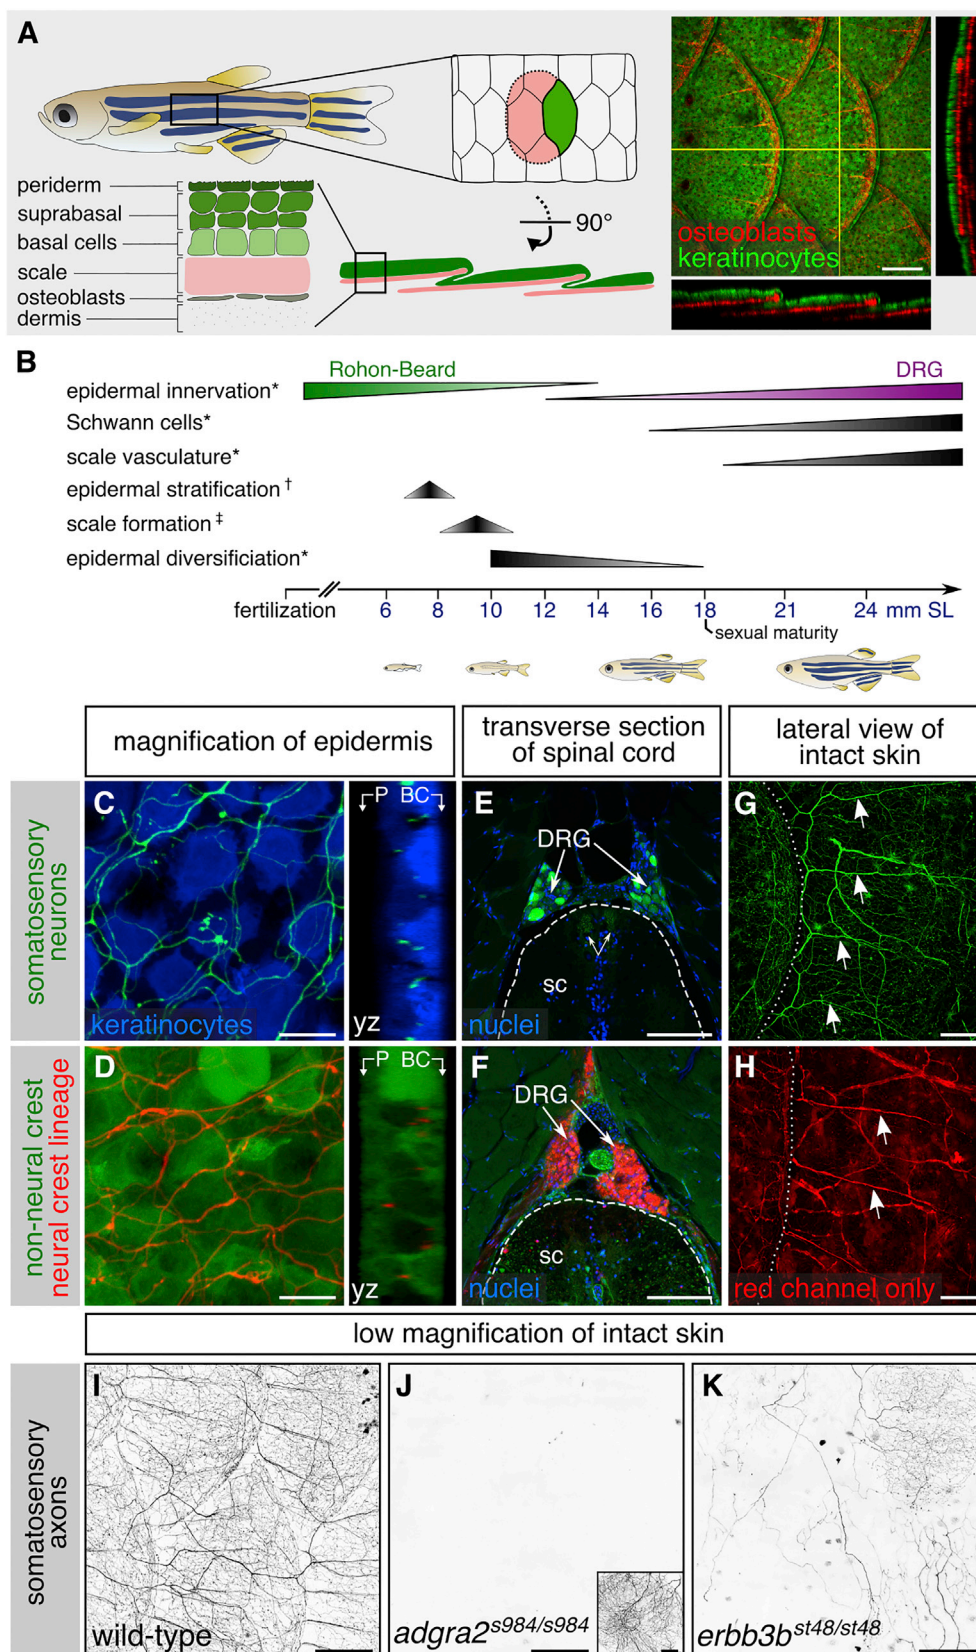 A
periderm
suprabasal
basal cells
scale
osteoblasts
dermis
90°
osteoblasts
keratinocytes
B
Rohon-Beard
DRG
epidermal innervation*
Schwann cells*
scale vasculature*
epidermal stratification †
scale formation ‡
epidermal diversificiation*
fertilization 6 8 10 12 14 16 18 21 24 mm SL
sexual maturity
magnification of epidermis
transverse section
of spinal cord
lateral view of
intact skin
somatosensory
neurons
C
keratinocytes
P BC
yz
E
DRG
sc
nuclei
G
non-neural crest
neural crest lineage
D
P BC
yz
F
DRG
sc
nuclei
H
red channel only
low magnification of intact skin
somatosensory
axons
I
wild-type
J
adgra2s984/s984
K
erbb3bst48/st48